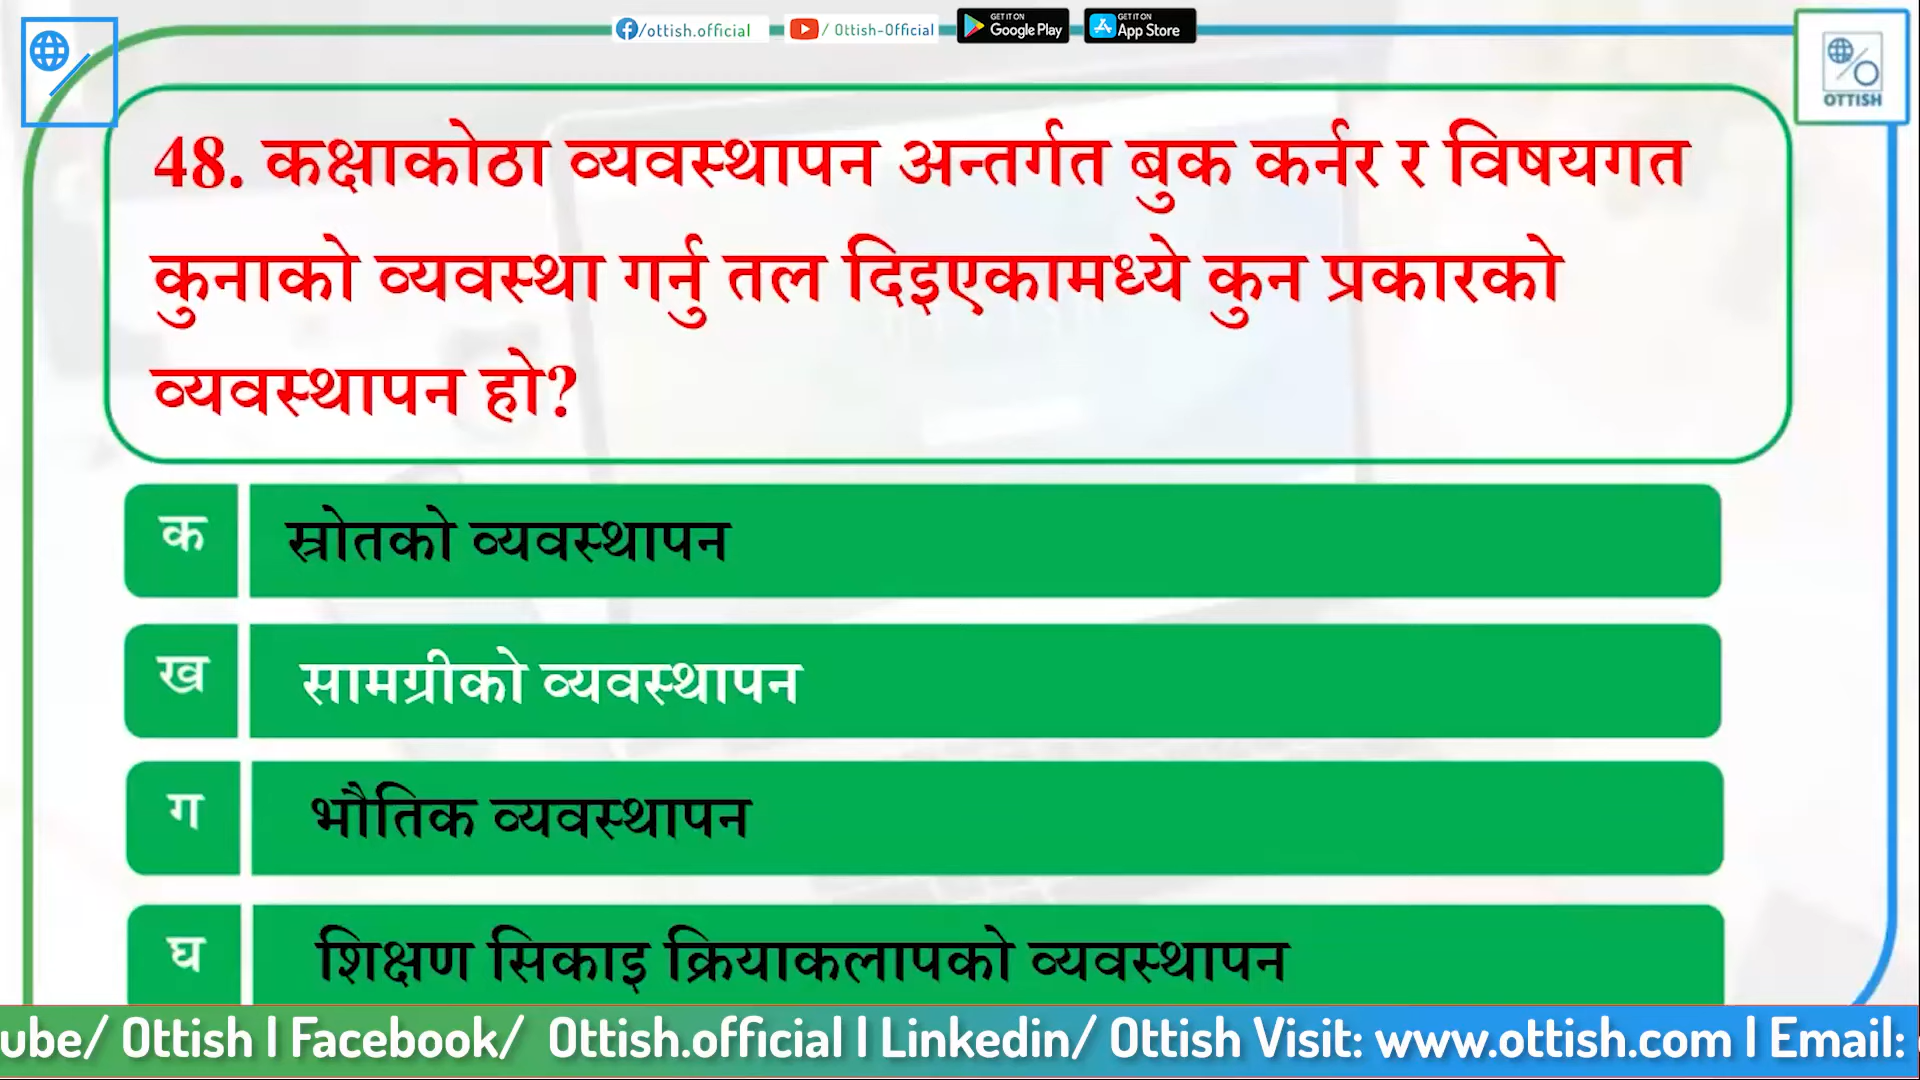 /ottish.official
/ Ottish-Official
GET IT ON
Google Play
GET IT ON
App Store
OTTISH
48. कक्षाकोठा व्यवस्थापन अन्तर्गत बुक कर्नर र विषयगत
कुनाको व्यवस्था गर्नु तल दिइएकामध्ये कुन प्रकारको
व्यवस्थापन हो?
क स्रोतको व्यवस्थापन
ख सामग्रीको व्यवस्थापन
ग भौतिक व्यवस्थापन
घ शिक्षण सिकाइ क्रियाकलापको व्यवस्थापन
ube/ Ottish | Facebook/ Ottish.official | Linkedin/ Ottish Visit: www.ottish.com | Email: